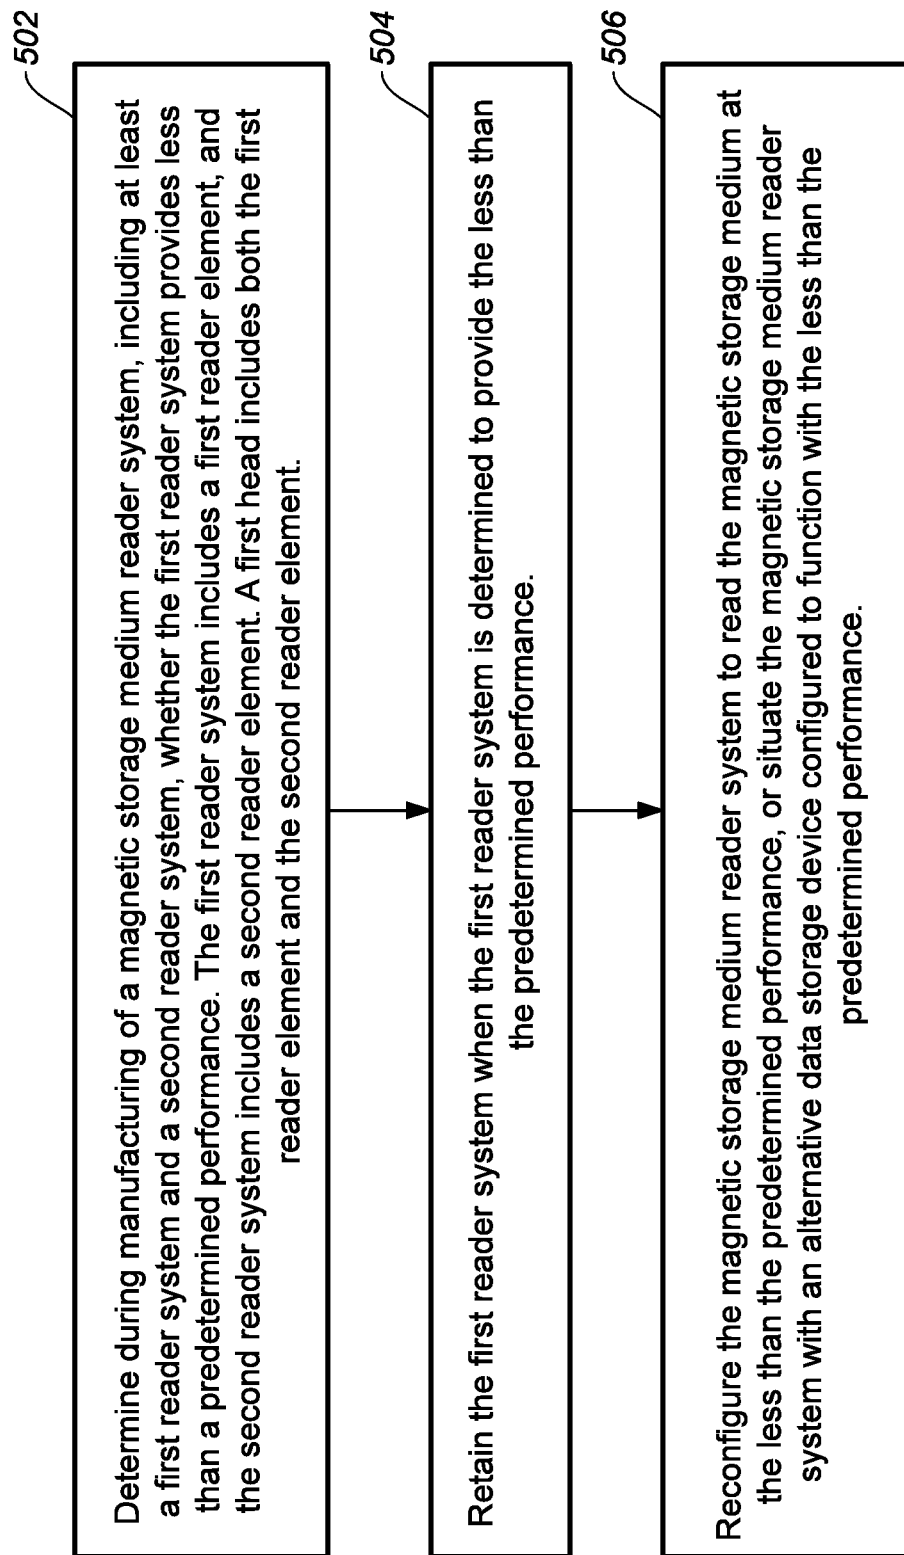 502
Determine during manufacturing of a magnetic storage medium reader system, including at least
a first reader system and a second reader system, whether the first reader system provides less
than a predetermined performance. The first reader system includes a first reader element, and
the second reader system includes a second reader element. A first head includes both the first
reader element and the second reader element.
504
Retain the first reader system when the first reader system is determined to provide the less than
the predetermined performance.
506
Reconfigure the magnetic storage medium reader system to read the magnetic storage medium at
the less than the predetermined performance, or situate the magnetic storage medium reader
system with an alternative data storage device configured to function with the less than the
predetermined performance.